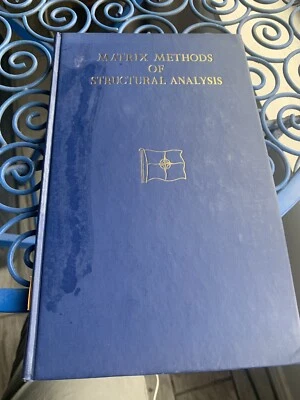 MATRIX METHODS
OF
STRUCTURAL ANALYSIS